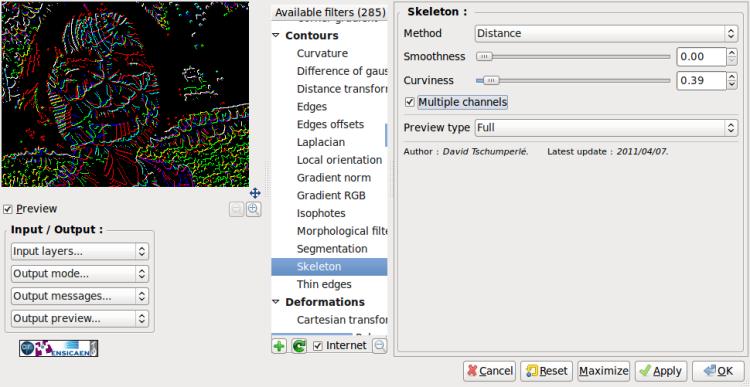 Available filters (285)
Contours
Curvature
Difference of gaus
Distance transfor
Edges
Edges offsets
Laplacian
Local orientation
Gradient norm
Gradient RGB
Isophotes
Morphological filte
Segmentation
Skeleton
Thin edges
Deformations
Cartesian transfor
Internet
Preview
Input / Output :
Input layers...
Output mode...
Output messages...
Output preview...
ENSICAEN
Skeleton :
Method Distance
Smoothness 0.00
Curviness 0.39
Multiple channels
Preview type Full
Author : David Tschumperlé. Latest update : 2011/04/07.
Cancel Reset Maximize Apply OK